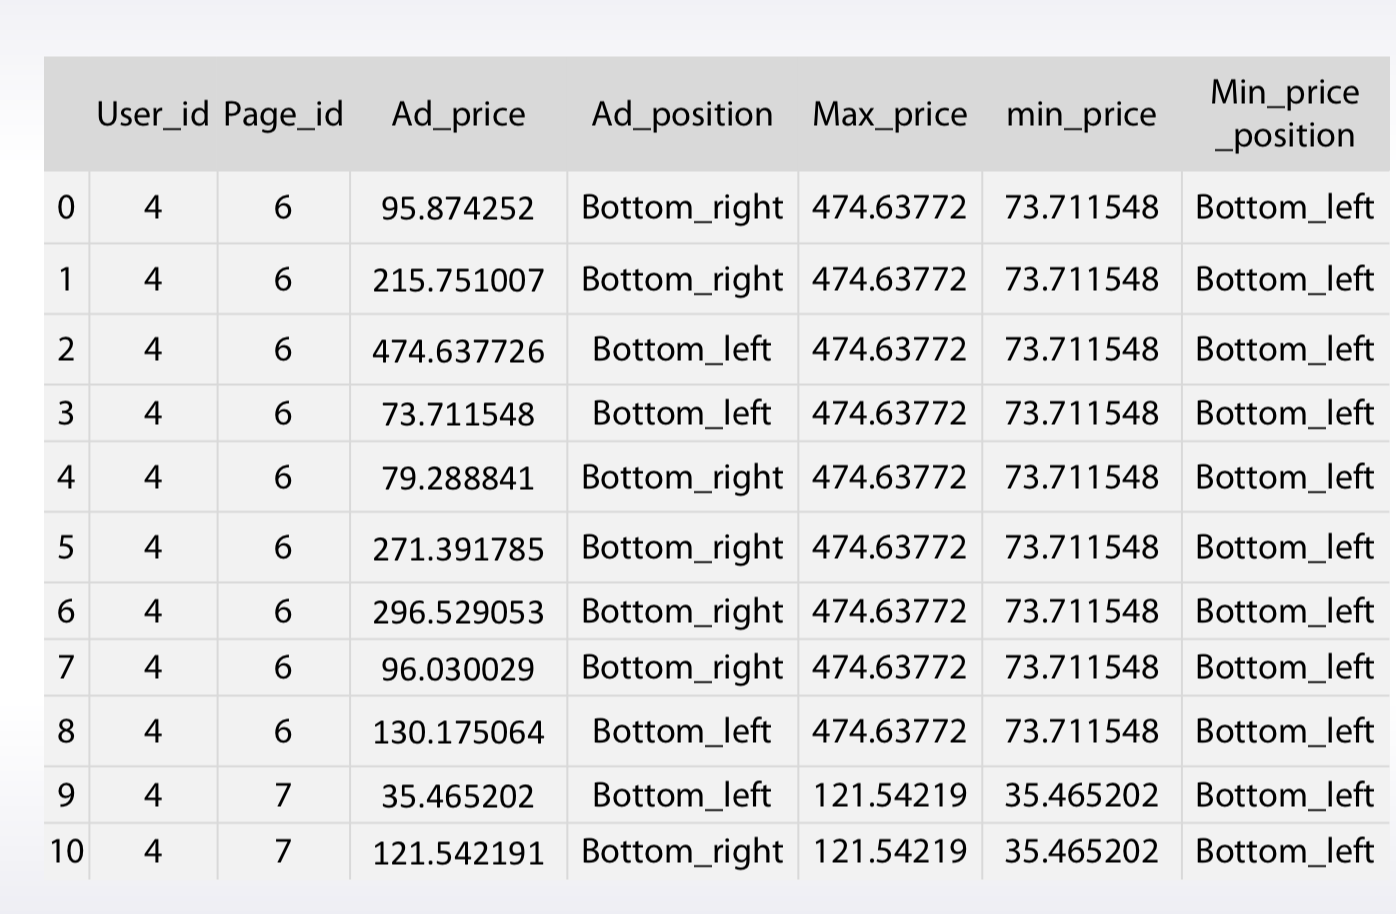 User_id Page_id Ad_price Ad_position Max_price min_price Min_price
_position
0 4 6 95.874252 Bottom_right 474.63772 73.711548 Bottom_left
1 4 6 215.751007 Bottom_right 474.63772 73.711548 Bottom_left
2 4 6 474.637726 Bottom_left 474.63772 73.711548 Bottom_left
3 4 6 73.711548 Bottom_left 474.63772 73.711548 Bottom_left
4 4 6 79.288841 Bottom_right 474.63772 73.711548 Bottom_left
5 4 6 271.391785 Bottom_right 474.63772 73.711548 Bottom_left
6 4 6 296.529053 Bottom_right 474.63772 73.711548 Bottom_left
7 4 6 96.030029 Bottom_right 474.63772 73.711548 Bottom_left
8 4 6 130.175064 Bottom_left 474.63772 73.711548 Bottom_left
9 4 7 35.465202 Bottom_left 121.54219 35.465202 Bottom_left
10 4 7 121.542191 Bottom_right 121.54219 35.465202 Bottom_left